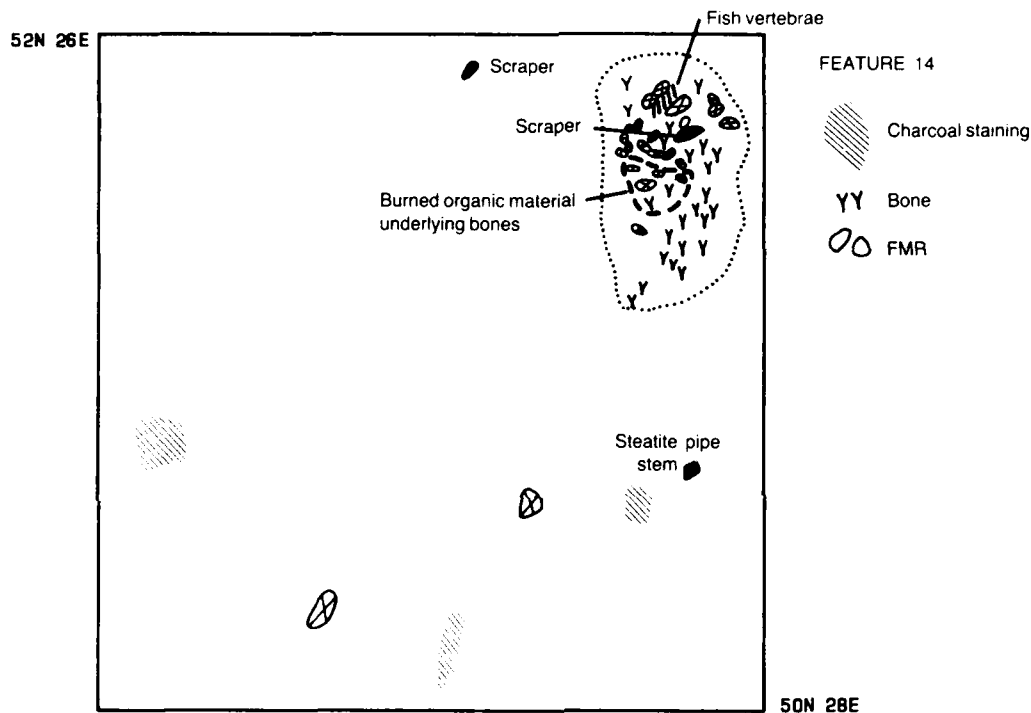 Fish vertebrae
52N 26E
Scraper
FEATURE 14
Charcoal staining
Scraper
Burned organic material
underlying bones
Bone
FMR
Steatite pipe
stem
50N 28E